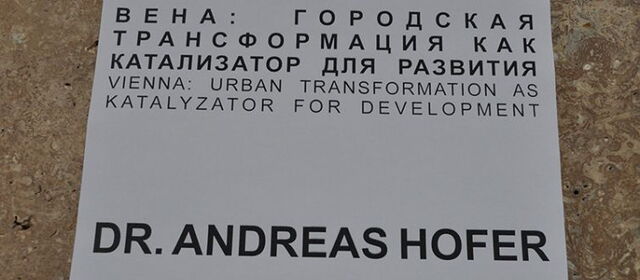 ВЕНА: ГОРОДСКАЯ
ТРАНСФОРМАЦИЯ КАК
КАТАЛИЗАТОР ДЛЯ РАЗВИТИЯ
VIENNA: URBAN TRANSFORMATION AS
KATALYZATOR FOR DEVELOPMENT
DR. ANDREAS HOFER